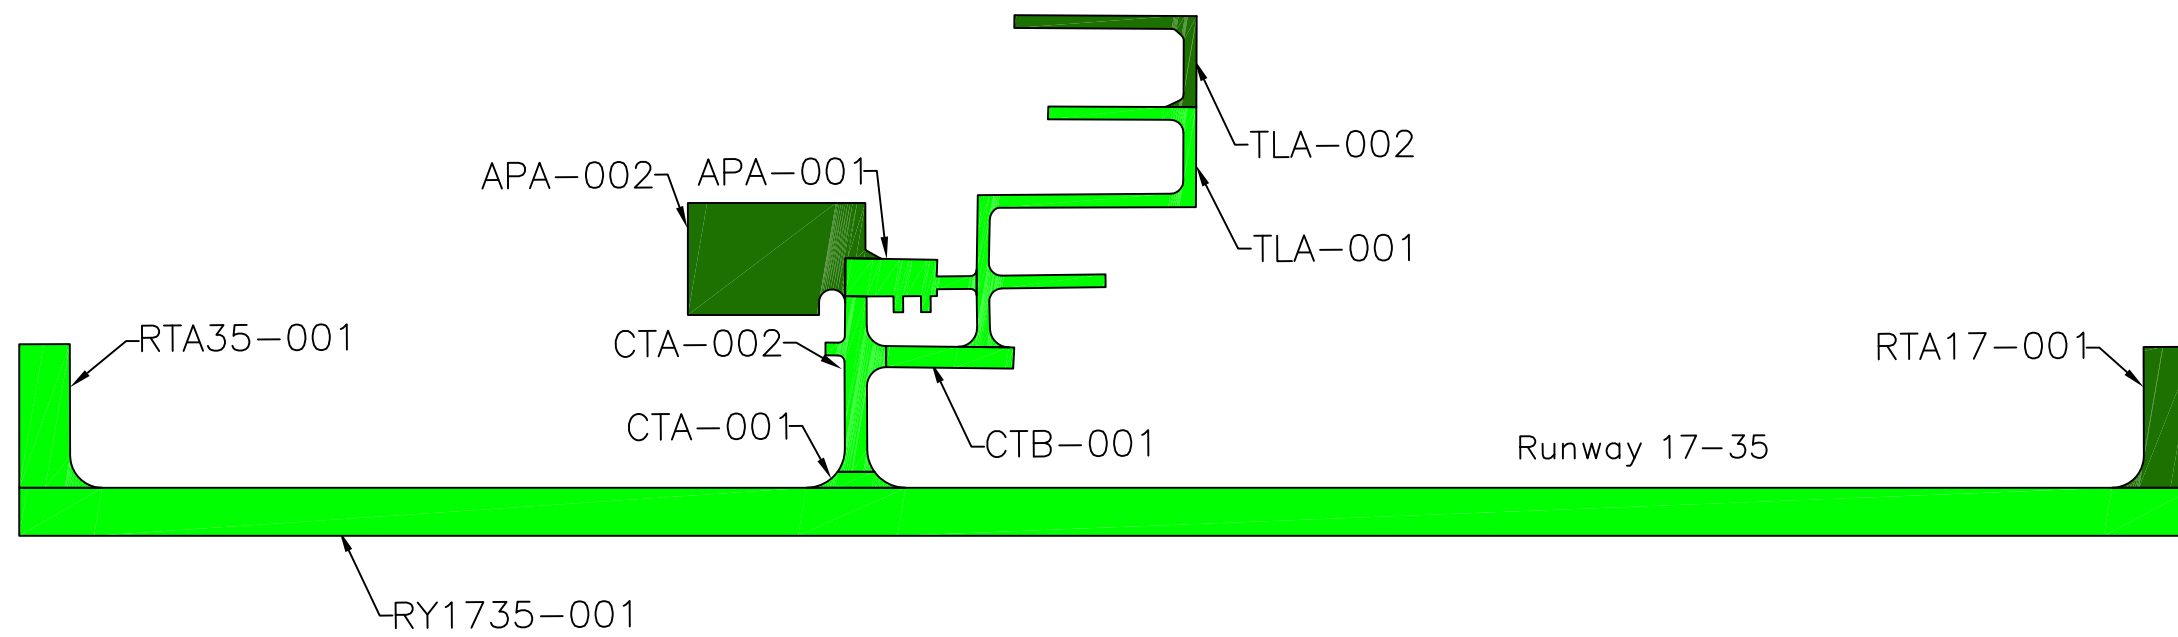 TLA-002
APA-002
APA-001
TLA-001
RTA35-001
CTA-002
RTA17-001
CTA-001
CTB-001
Runway 17-35
RY1735-001